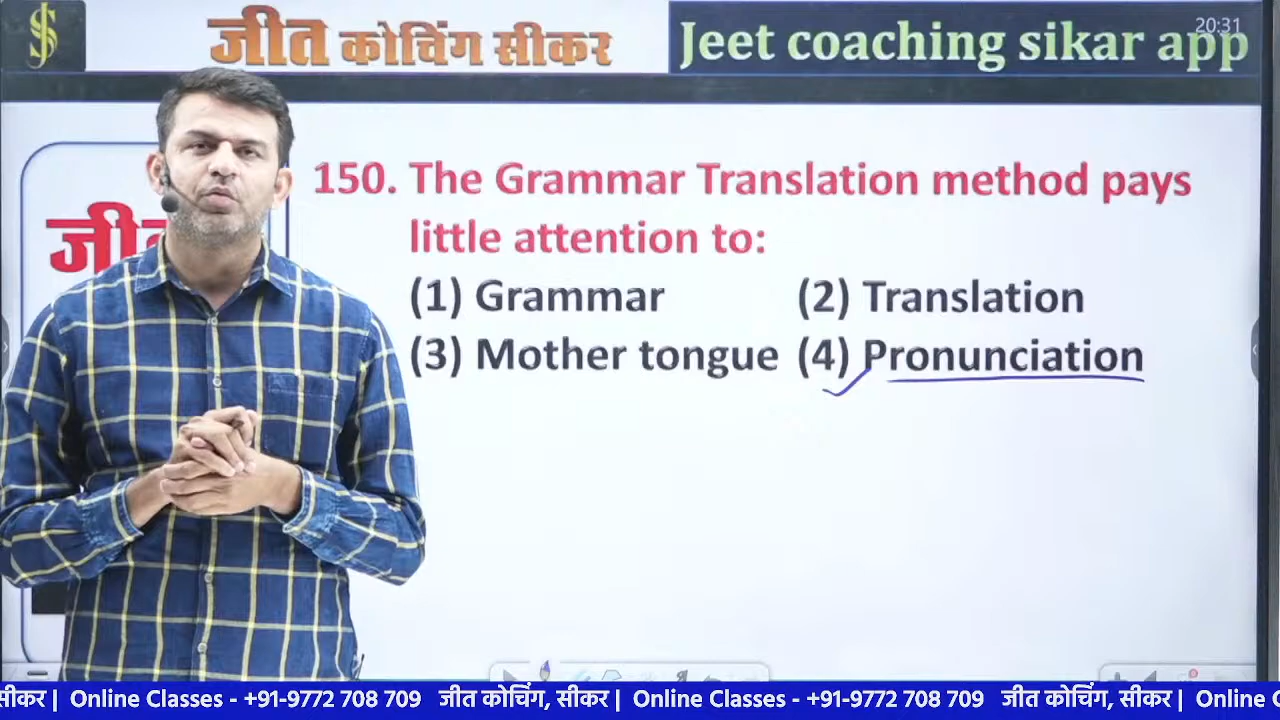 जीत कोचिंग सीकर
Jeet coaching sikar app
20:31
150. The Grammar Translation method pays
little attention to:
(1) Grammar (2) Translation
(3) Mother tongue (4) Pronunciation
सीकर | Online Classes - +91-9772 708 709 जीत कोचिंग, सीकर | Online Classes - +91-9772 708 709 जीत कोचिंग, सीकर | Online